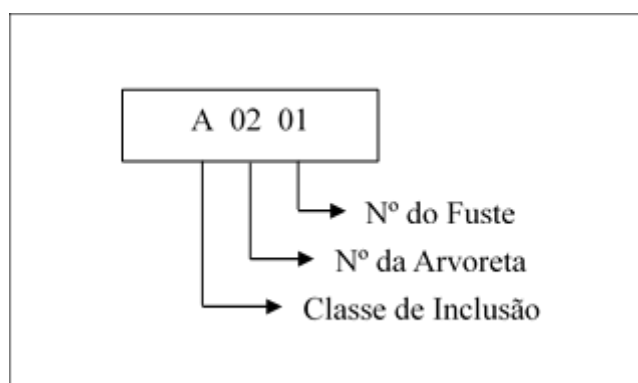 A 02 01
Nº do Fuste
Nº da Arvoreta
Classe de Inclusão